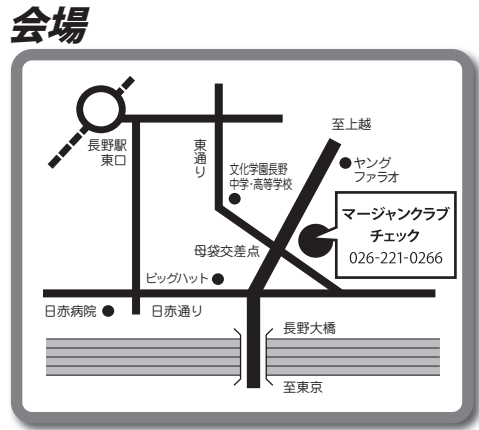 会場
至上越
長野駅
東口
東通り
ヤング
ファラオ
文化学園長野
中学・高等学校
マージャンクラブ
チェック
026-221-0266
母袋交差点
ビッグハット
日赤病院
日赤通り
長野大橋
至東京